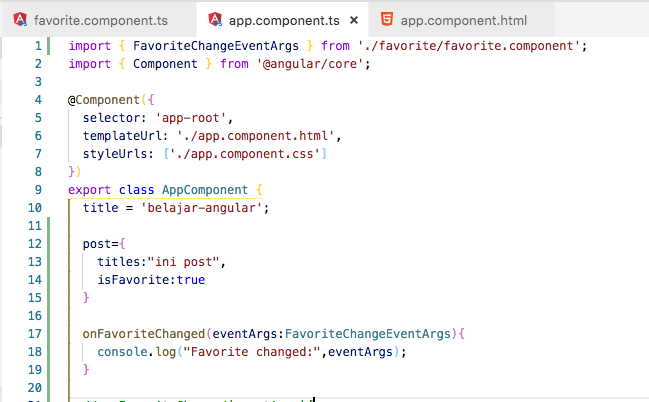 favorite.component.ts app.component.ts × app.component.html
1 import { FavoriteChangeEventArgs } from './favorite/favorite.component';
2 import { Component } from '@angular/core';
3
4 @Component({
5 selector: 'app-root',
6 templateUrl: './app.component.html',
7 styleUrls: ['./app.component.css']
8 })
9 export class AppComponent {
10 title = 'belajar-angular';
11
12 post={
13 titles:"ini post",
14 isFavorite:true
15 }
16
17 onFavoriteChanged(eventArgs:FavoriteChangeEventArgs){
18 console.log("Favorite changed:",eventArgs);
19 }
20